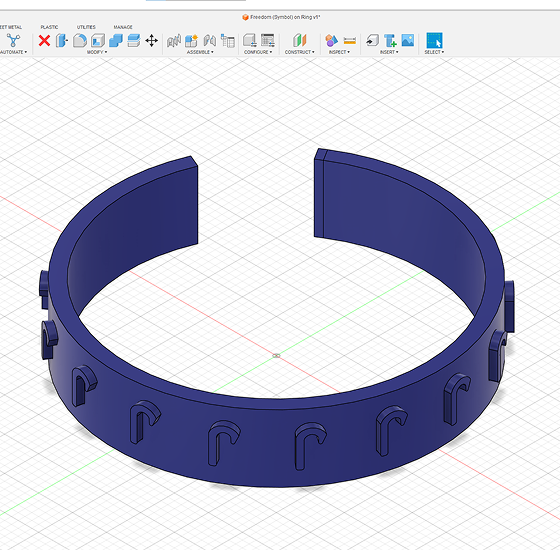 Freedom (Symbol) on Ring v1*
EET METAL PLASTIC UTILITIES MANAGE
AUTOMATE MODIFY ASSEMBLE CONFIGURE CONSTRUCT INSPECT INSERT SELECT